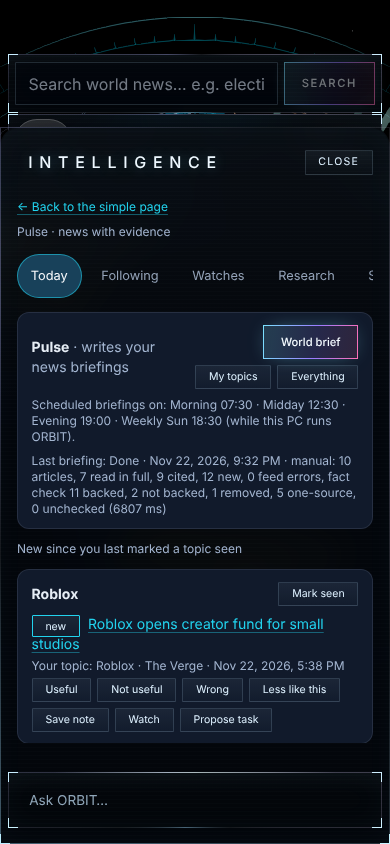 Search world news... e.g. electi
SEARCH
INTELLIGENCE
CLOSE
← Back to the simple page
Pulse · news with evidence
Today Following Watches Research S
World brief
Pulse · writes your
news briefings
My topics Everything
Scheduled briefings on: Morning 07:30 · Midday 12:30 ·
Evening 19:00 · Weekly Sun 18:30 (while this PC runs
ORBIT).
Last briefing: Done · Nov 22, 2026, 9:32 PM · manual: 10
articles, 7 read in full, 9 cited, 12 new, 0 feed errors, fact
check 11 backed, 2 not backed, 1 removed, 5 one-source,
0 unchecked (6807 ms)
New since you last marked a topic seen
Roblox
Mark seen
new Roblox opens creator fund for small
studios
Your topic: Roblox · The Verge · Nov 22, 2026, 5:38 PM
Useful Not useful Wrong Less like this
Save note Watch Propose task
Ask ORBIT...